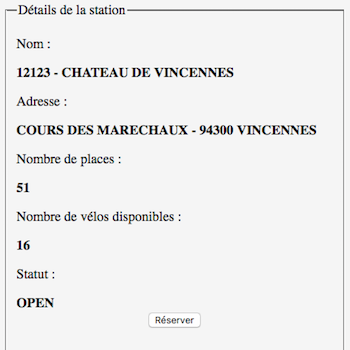 Détails de la station
Nom :
12123 - CHATEAU DE VINCENNES
Adresse :
COURS DES MARECHAUX - 94300 VINCENNES
Nombre de places :
51
Nombre de vélos disponibles :
16
Statut :
OPEN
Réserver